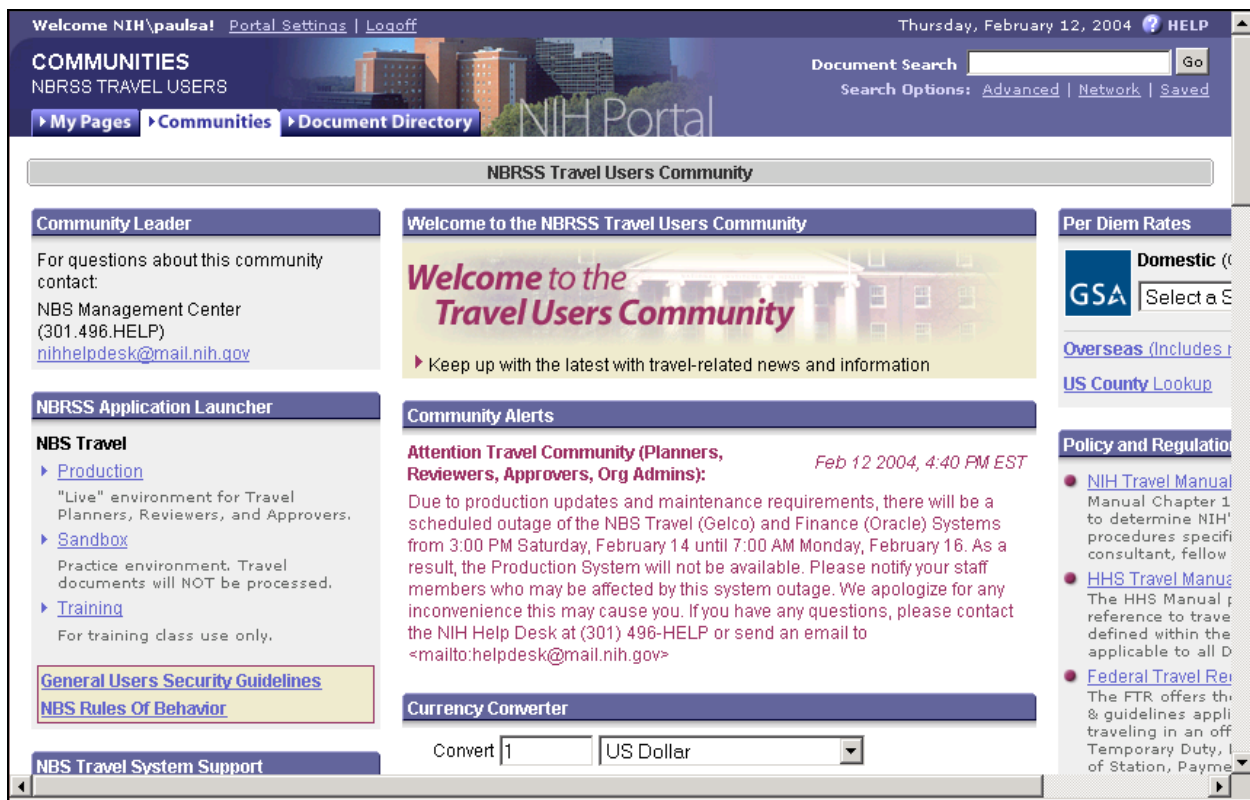 Welcome NIH\paulsa! Portal Settings | Logoff
Thursday, February 12, 2004 ? HELP
COMMUNITIES
NBRSS TRAVEL USERS
Document Search Go
Search Options: Advanced | Network | Saved
My Pages Communities Document Directory
NIH Portal
NBRSS Travel Users Community
Community Leader
For questions about this community
contact:
NBS Management Center
(301.496.HELP)
nihhelpdesk@mail.nih.gov
NBRSS Application Launcher
NBS Travel
Production
"Live" environment for Travel
Planners, Reviewers, and Approvers.
Sandbox
Practice environment. Travel
documents will NOT be processed.
Training
For training class use only.
General Users Security Guidelines
NBS Rules Of Behavior
NBS Travel System Support
Welcome to the NBRSS Travel Users Community
Welcome to the
Travel Users Community
Keep up with the latest with travel-related news and information
Community Alerts
Attention Travel Community (Planners,
Reviewers, Approvers, Org Admins):
Feb 12 2004, 4:40 PM EST
Due to production updates and maintenance requirements, there will be a
scheduled outage of the NBS Travel (Gelco) and Finance (Oracle) Systems
from 3:00 PM Saturday, February 14 until 7:00 AM Monday, February 16. As a
result, the Production System will not be available. Please notify your staff
members who may be affected by this system outage. We apologize for any
inconvenience this may cause you. If you have any questions, please contact
the NIH Help Desk at (301) 496-HELP or send an email to
<mailto:helpdesk@mail.nih.gov>
Currency Converter
Convert 1 US Dollar
Per Diem Rates
GSA
Domestic
Select a
Overseas (Includes
US County Lookup
Policy and
NIH Travel Manual
Manual Chapter 1
to determine NIH'
procedures
consultant, fellow
HHS Travel
The HHS Manual
reference to
defined within the
applicable to all
Federal Travel
The FTR offers
& guidelines
traveling in an
Temporary Duty,
of Station,